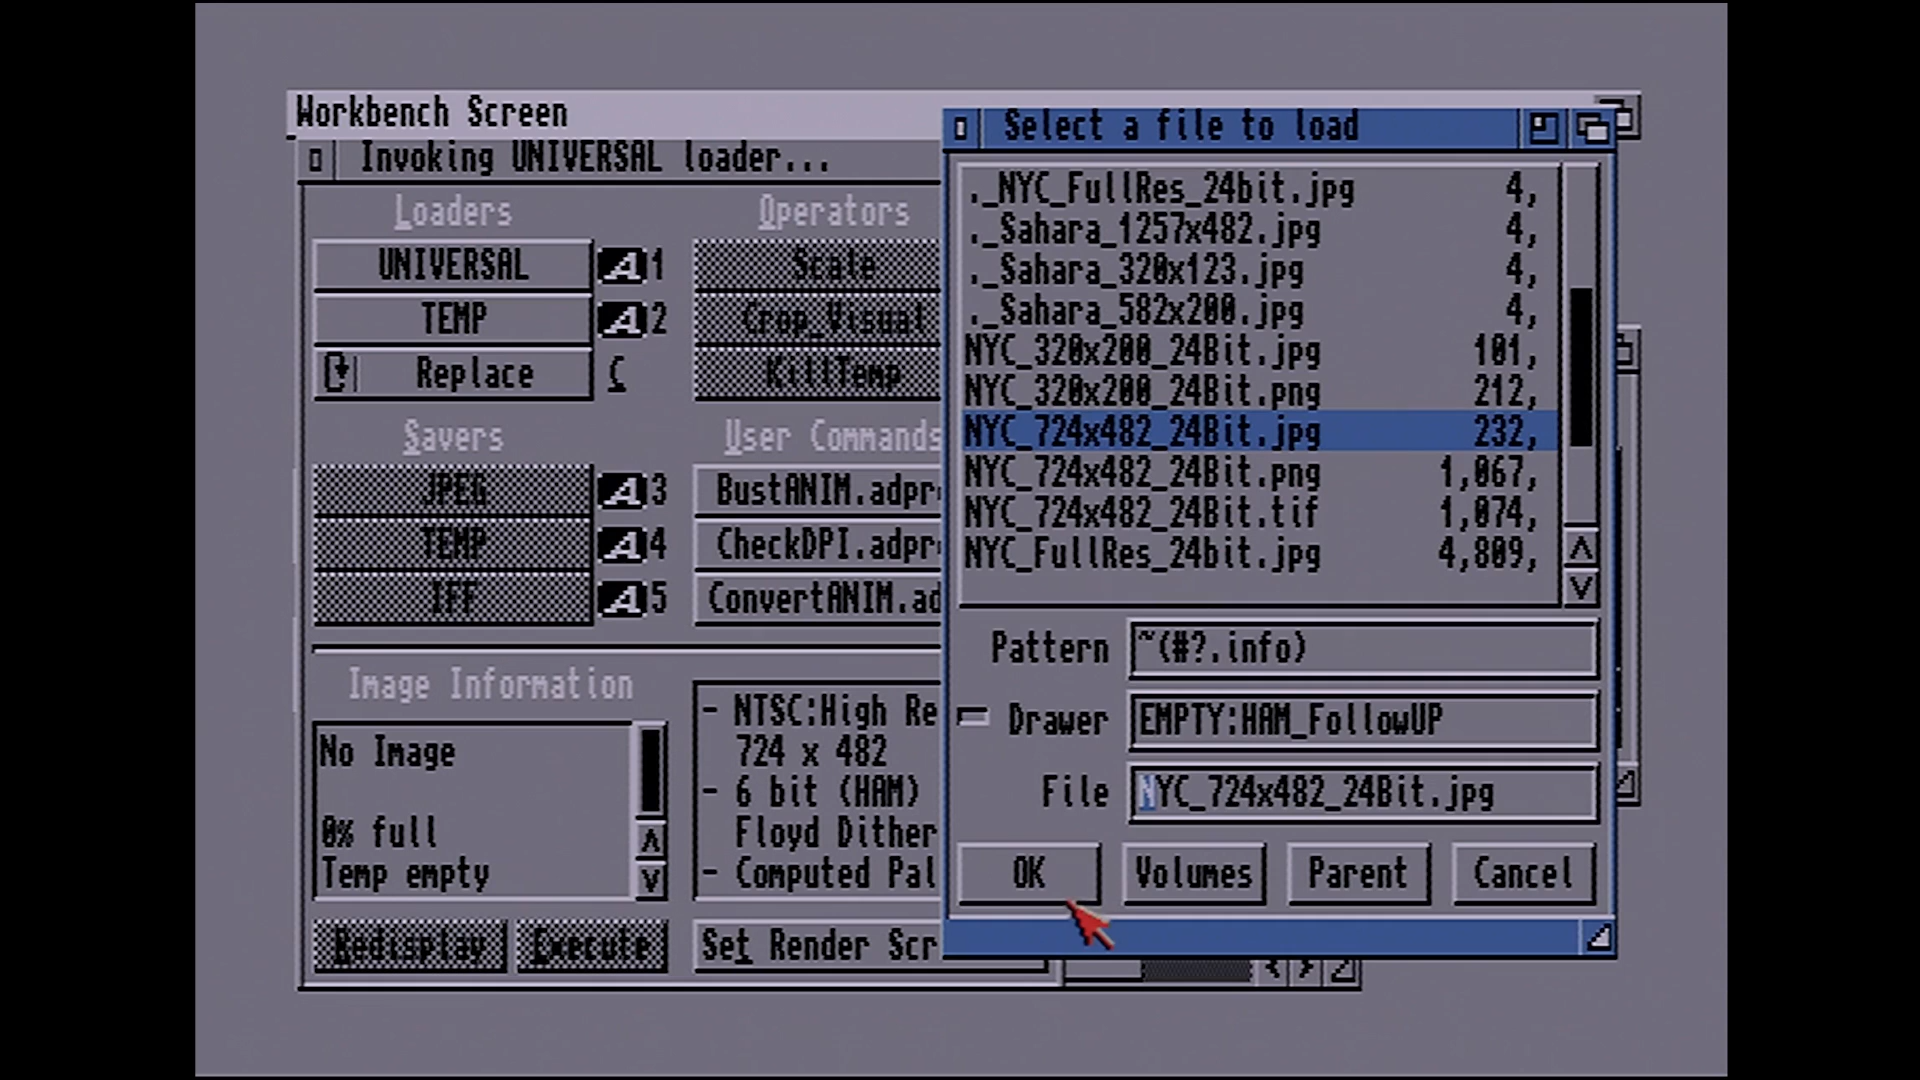 Workbench Screen
Invoking UNIVERSAL loader...
Loaders
UNIVERSAL A1
TEMP A2
Replace C
Savers
JPEG A3
TEMP A4
IFF A5
Operators
Scale
Crop_Visual
KillTemp
User Commands
BustANIM.adpr
CheckDPI.adpr
ConvertANIM.ad
Image Information
No Image
0% full
Temp empty
Redisplay Execute
- NTSC:High Re
724 x 482
- 6 bit (HAM)
Floyd Dither
- Computed Pal
Set Render Scr
Select a file to load
._NYC_FullRes_24bit.jpg 4,
._Sahara_1257x482.jpg 4,
._Sahara_320x123.jpg 4,
._Sahara_582x200.jpg 4,
NYC_320x200_24Bit.jpg 101,
NYC_320x200_24Bit.png 212,
NYC_724x482_24Bit.jpg 232,
NYC_724x482_24Bit.png 1,067,
NYC_724x482_24Bit.tif 1,074,
NYC_FullRes_24bit.jpg 4,809,
Pattern ~(#?.info)
Drawer EMPTY:HAM_FollowUP
File NYC_724x482_24Bit.jpg
OK Volumes Parent Cancel